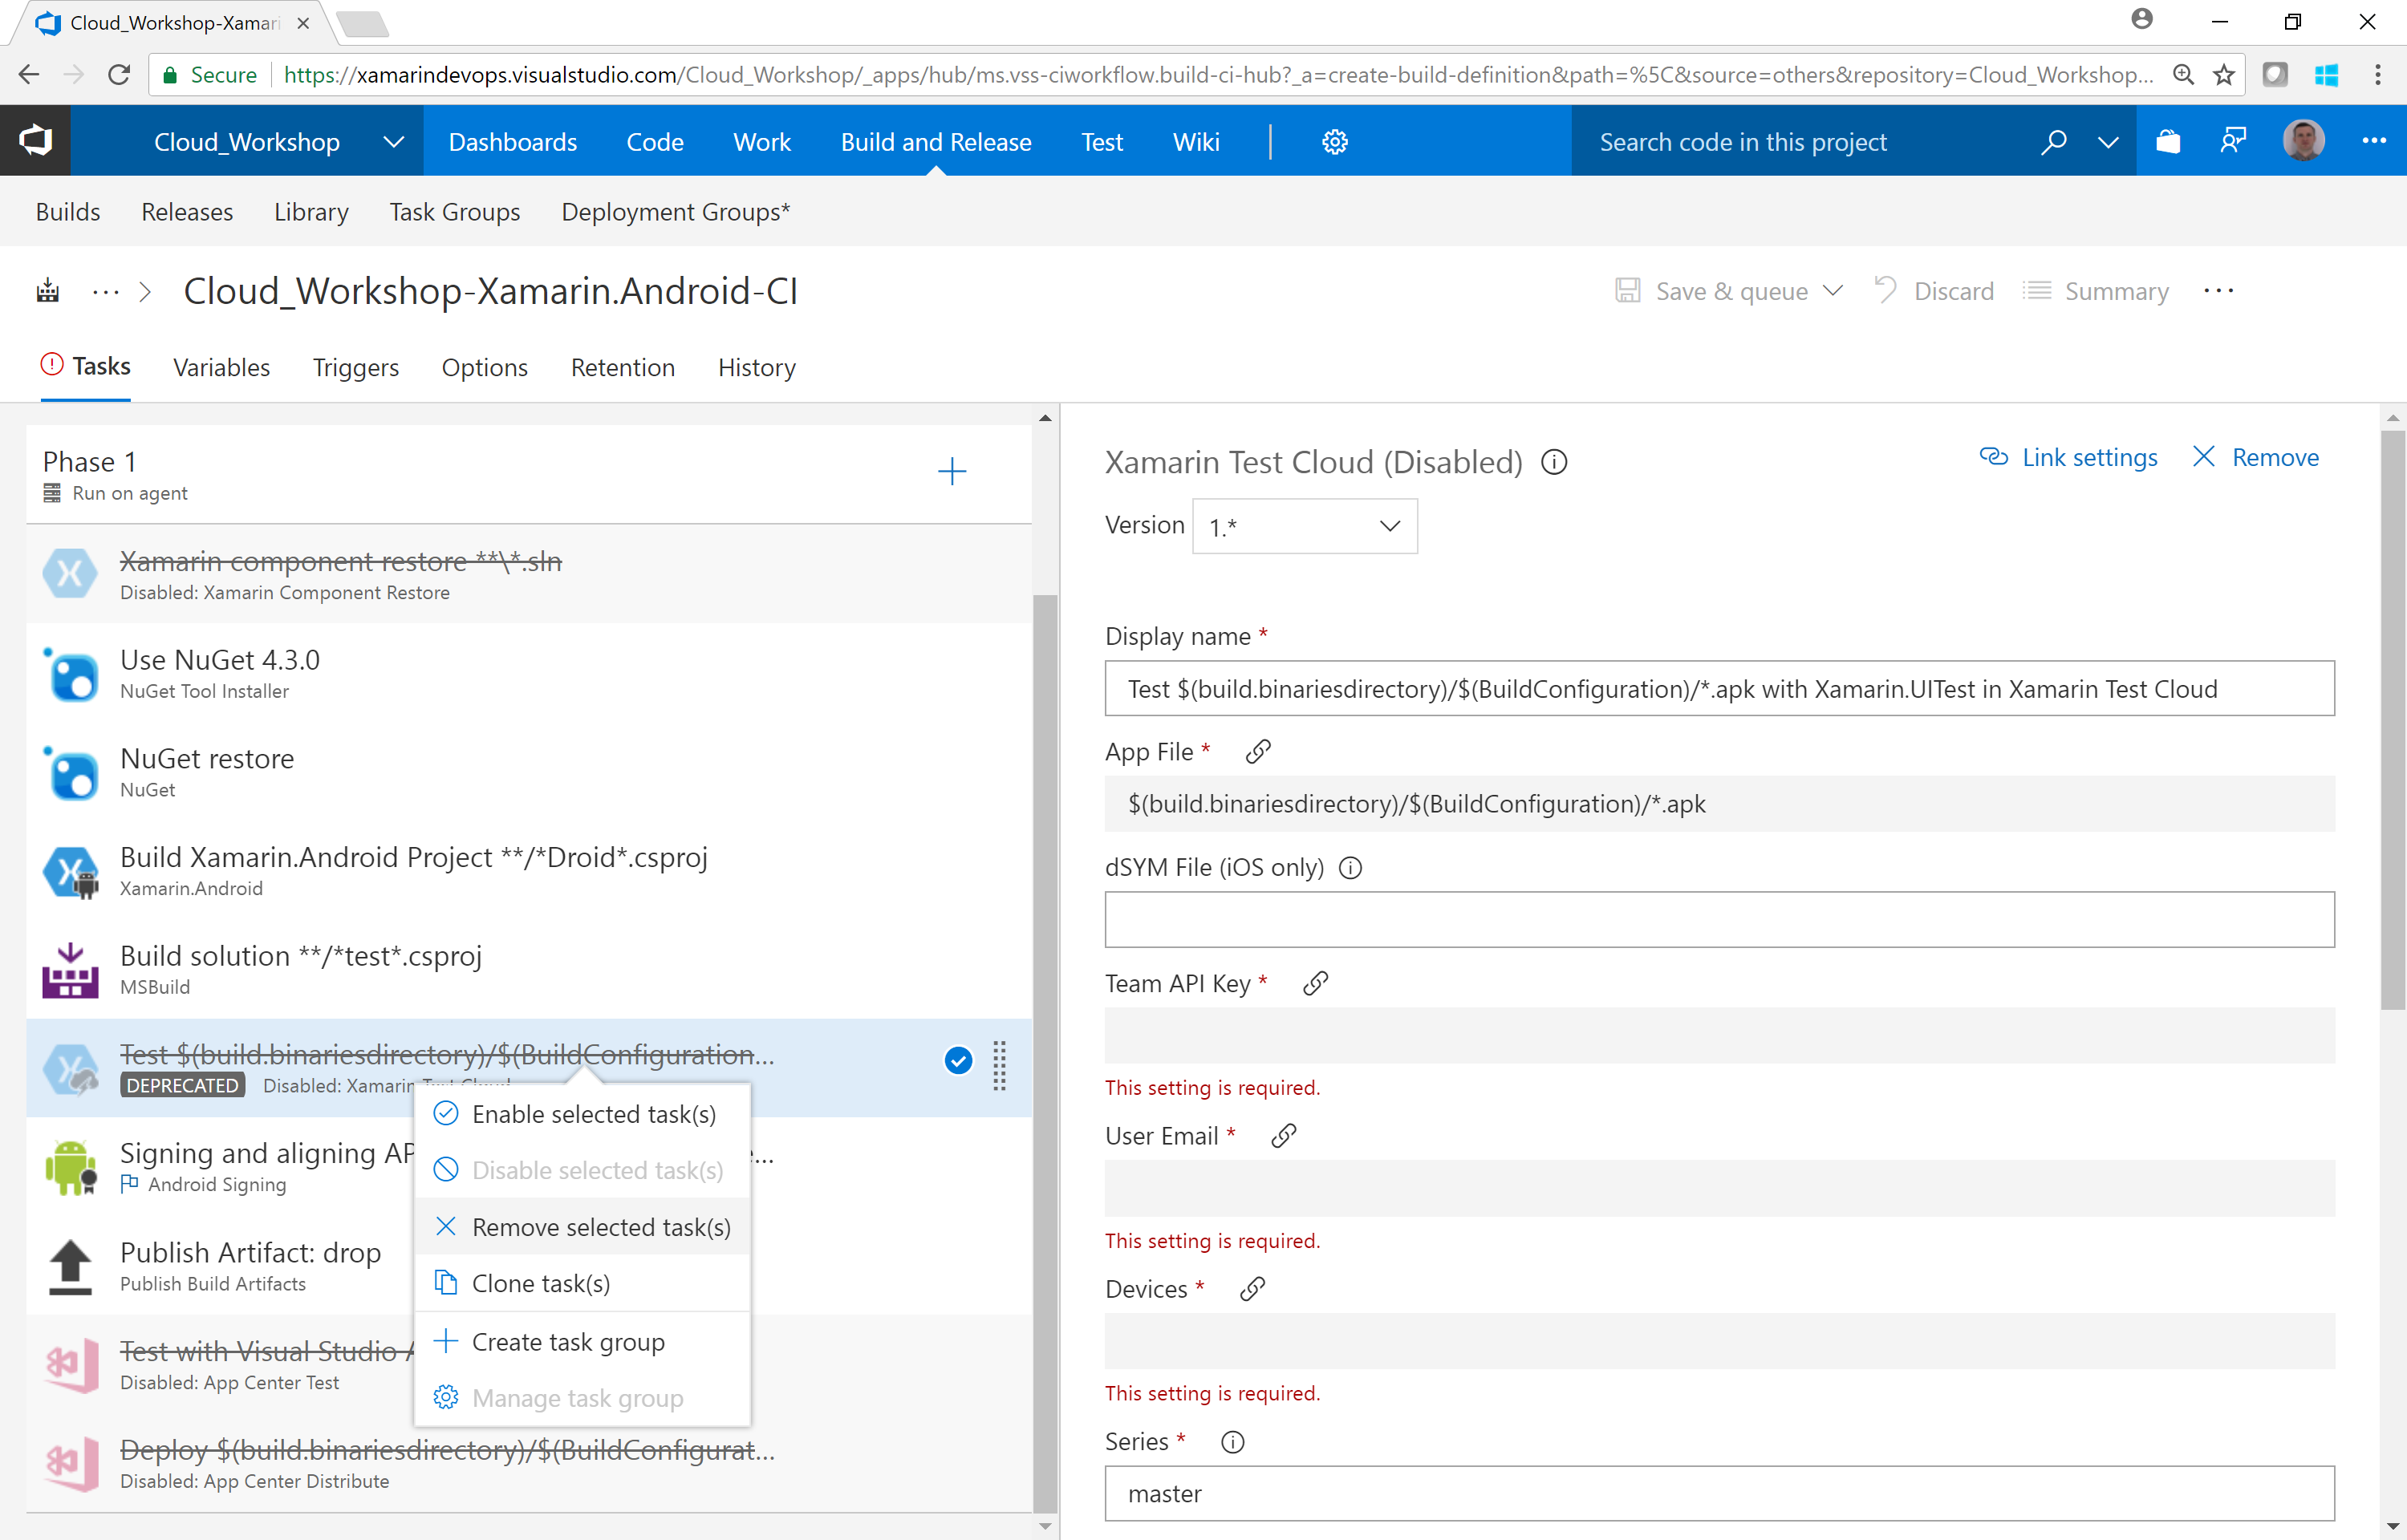 Cloud_Workshop-Xamari
Secure https://xamarindevops.visualstudio.com/Cloud_Workshop/_apps/hub/ms.vss-ciworkflow.build-ci-hub?_a=create-build-definition&path=%5C&source=others&repository=Cloud_Workshop...
Cloud_Workshop Dashboards Code Work Build and Release Test Wiki Search code in this project
Builds Releases Library Task Groups Deployment Groups*
... Cloud_Workshop-Xamarin.Android-CI Save & queue Discard Summary ...
Tasks Variables Triggers Options Retention History
Phase 1
Run on agent
Xamarin component restore **\*.sln
Disabled: Xamarin Component Restore
Use NuGet 4.3.0
NuGet Tool Installer
NuGet restore
NuGet
Build Xamarin.Android Project **/*Droid*.csproj
Xamarin.Android
Build solution **/*test*.csproj
MSBuild
Test $(build.binariesdirectory)/$(BuildConfiguration...
DEPRECATED Disabled: Xamarin Test Cloud
Enable selected task(s)
Disable selected task(s)
Remove selected task(s)
Clone task(s)
Create task group
Manage task group
Signing and aligning AP e...
Android Signing
Publish Artifact: drop
Publish Build Artifacts
Test with Visual Studio A
Disabled: App Center Test
Deploy $(build.binariesdirectory)/$(BuildConfigurat...
Disabled: App Center Distribute
Xamarin Test Cloud (Disabled) Link settings Remove
Version 1.*
Display name *
Test $(build.binariesdirectory)/$(BuildConfiguration)/*.apk with Xamarin.UITest in Xamarin Test Cloud
App File *
$(build.binariesdirectory)/$(BuildConfiguration)/*.apk
dSYM File (iOS only)
Team API Key *
This setting is required.
User Email *
This setting is required.
Devices *
This setting is required.
Series *
master